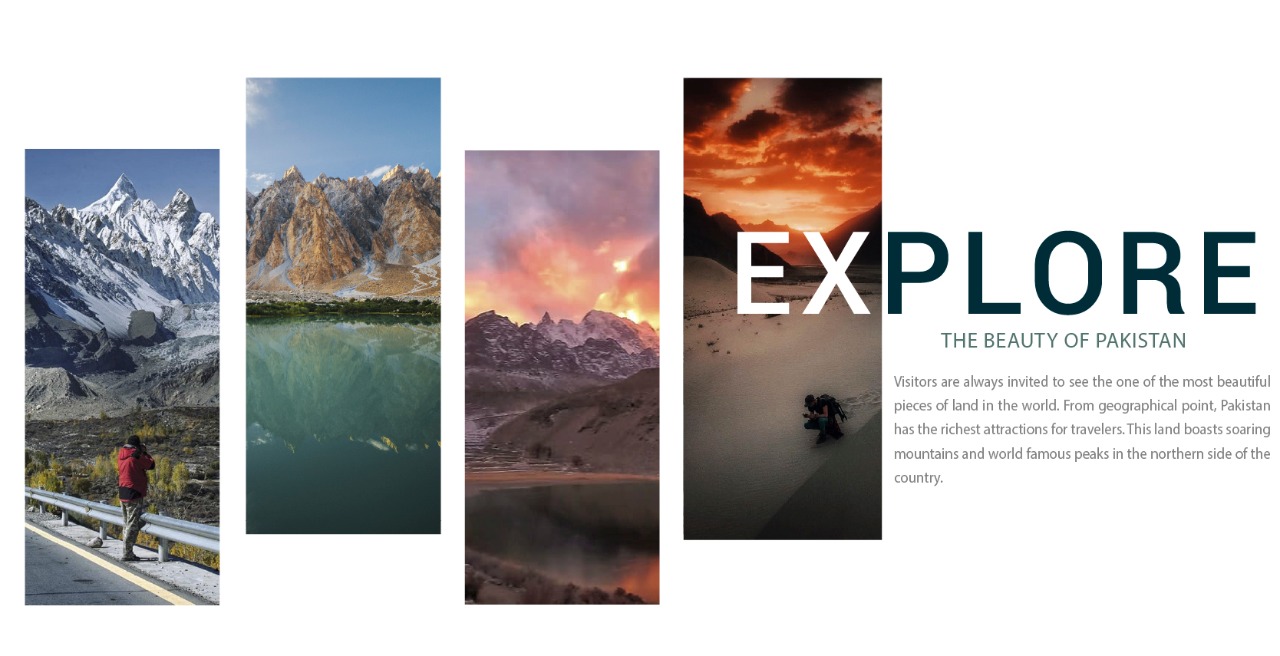 EXPLORE
THE BEAUTY OF PAKISTAN
Visitors are always invited to see the one of the most beautiful
pieces of land in the world. From geographical point, Pakistan
has the richest attractions for travelers. This land boasts soaring
mountains and world famous peaks in the northern side of the
country.